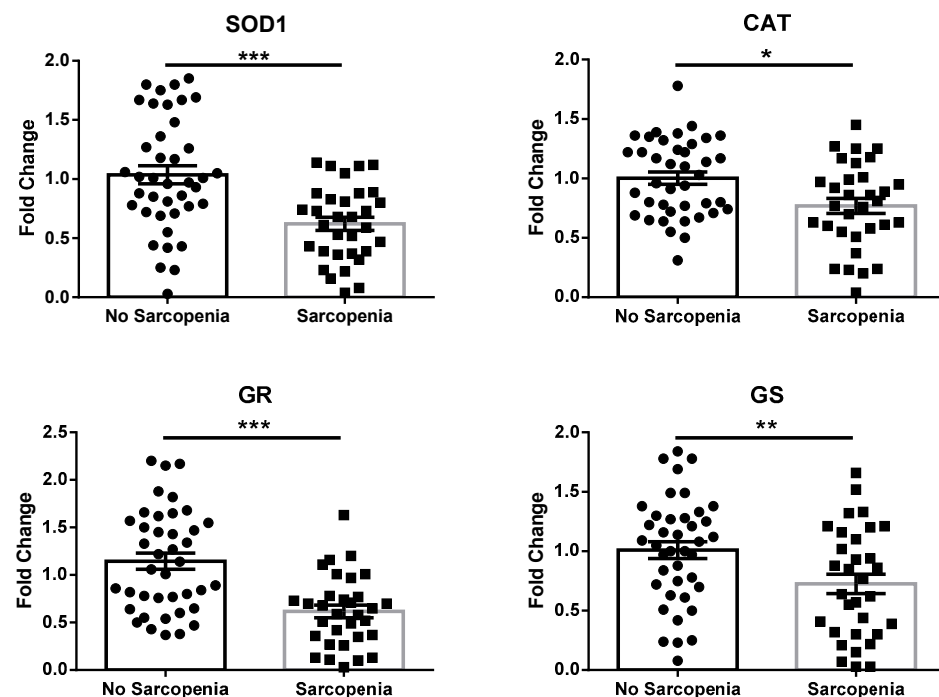 SOD1
***
Fold Change
2.0
1.5
1.0
0.5
0.0
No Sarcopenia
Sarcopenia
CAT
*
Fold Change
2.0
1.5
1.0
0.5
0.0
No Sarcopenia
Sarcopenia
GR
***
Fold Change
2.5
2.0
1.5
1.0
0.5
0.0
No Sarcopenia
Sarcopenia
GS
**
Fold Change
2.0
1.5
1.0
0.5
0.0
No Sarcopenia
Sarcopenia